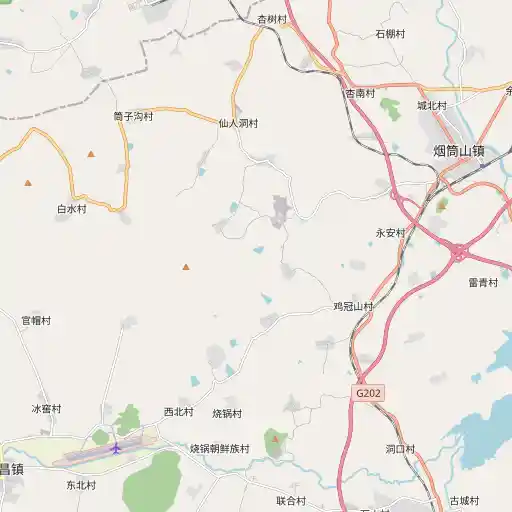 杏树村
石棚村
杏南村
城北村
筒子沟村
仙人洞村
烟筒山镇
白水村
永安村
雷青村
鸡冠山村
官帽村
G202
冰窖村
西北村
烧锅村
烧锅朝鲜族村
洞口村
昌镇
东北村
联合村
古城村